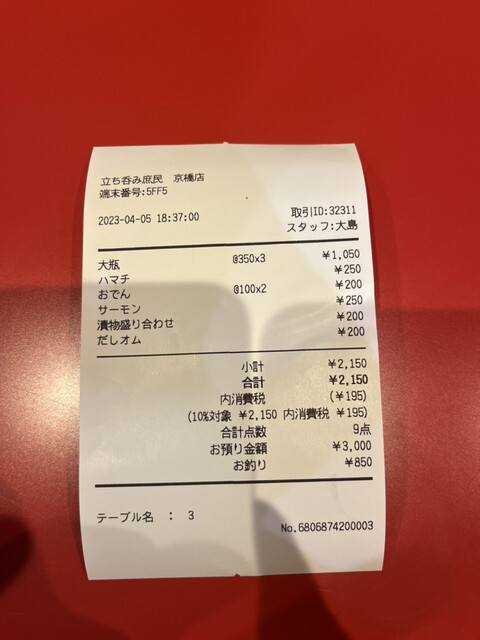 立ち呑み庶民 京橋店
端末番号:5FF5
2023-04-05 18:37:00
取引ID:32311
スタッフ:大島
大瓶 @350x3 ¥1,050
ハマチ ¥250
おでん @100x2 ¥200
サーモン ¥250
漬物盛り合わせ ¥200
だしオム ¥200
小計 ¥2,150
合計 ¥2,150
内消費税 (¥195)
(10%対象 ¥2,150 内消費税 ¥195)
合計点数 9点
お預り金額 ¥3,000
お釣り ¥850
テーブル名 : 3
No.6806874200003